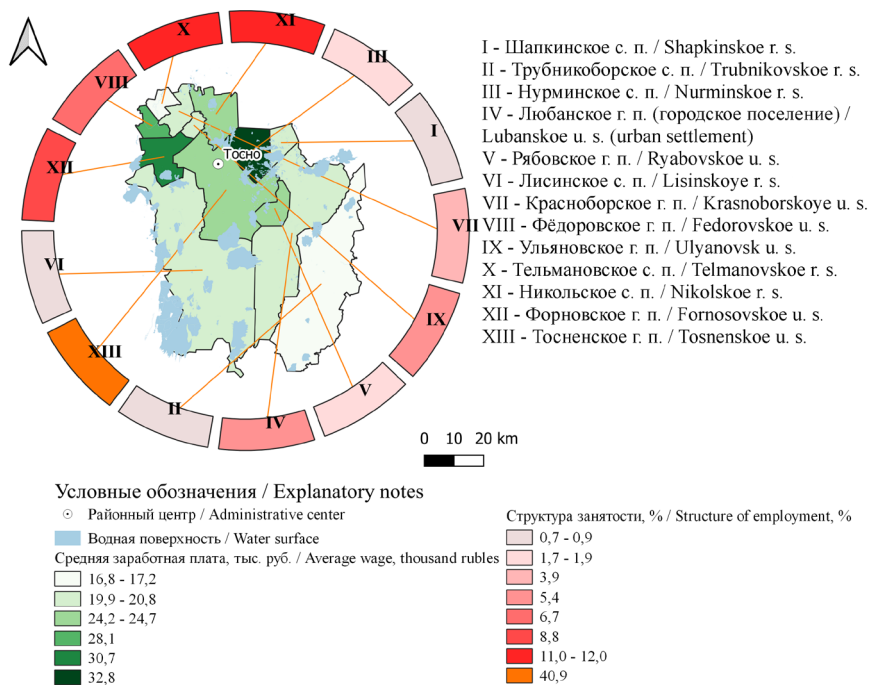 X
XI
III
VIII
I
XII
Тосно
VII
VI
IX
XIII
V
II
IV
I - Шапкинское с. п. / Shapkinskoe r. s.
II - Трубникоборское с. п. / Trubnikovskoe r. s.
III - Нурминское с. п. / Nurminskoe r. s.
IV - Любанское г. п. (городское поселение) /
Lubanskoe u. s. (urban settlement)
V - Рябовское г. п. / Ryabovskoe u. s.
VI - Лисинское г. п. / Lisinskoye r. s.
VII - Красноборское г. п. / Krasnoborskoye u. s.
VIII - Фёдоровское г. п. / Fedorovskoe u. s.
IX - Ульяновское г. п. / Ulyanovsk u. s.
X - Тельмановское с. п. / Telmanovskoe r. s.
XI - Никольское с. п. / Nikolskoe r. s.
XII - Форновское г. п. / Fornosovskoe u. s.
XIII - Тосненское г. п. / Tosnenskoe u. s.
0 10 20 km
Условные обозначения / Explanatory notes
Районный центр / Administrative center
Водная поверхность / Water surface
Средняя заработная плата, тыс. руб. / Average wage, thousand rubles
16,8 - 17,2
19,9 - 20,8
24,2 - 24,7
28,1
30,7
32,8
Структура занятости, % / Structure of employment, %
0,7 - 0,9
1,7 - 1,9
3,9
5,4
6,7
8,8
11,0 - 12,0
40,9